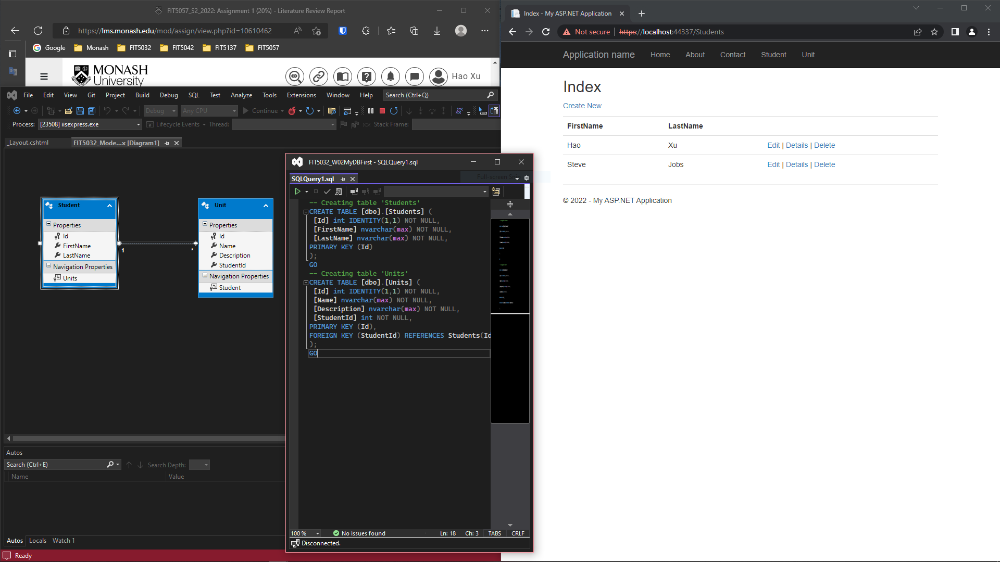 FIT5057_S2_2022: Assignment 1 (20%) - Literature Review Report
https://lms.monash.edu/mod/assign/view.php?id=10610462
Google Monash FIT5032 FIT5042 FIT5137 FIT5057
MONASH
University
Hao Xu
File Edit View Git Project Build Debug SQL Test Analyze Tools Extensions Window Help Search (Ctrl+Q)
Debug Any CPU Continue
Process: [23508] iisexpress.exe Lifecycle Events Thread: Stack Frame:
_Layout.cshtml FIT5032_Mode...x [Diagram1]
Student
Properties
Id
FirstName
LastName
Navigation Properties
Units
1 *
Unit
Properties
Id
Name
Description
StudentId
Navigation Properties
Student
Autos
Search (Ctrl+E) Search Depth:
Name Value
Autos Locals Watch 1
Ready
FIT5032_W02MyDBFirst - SQLQuery1.sql
SQLQuery1.sql
-- Creating table 'Students'
CREATE TABLE [dbo].[Students] (
[Id] int IDENTITY(1,1) NOT NULL,
[FirstName] nvarchar(max) NOT NULL,
[LastName] nvarchar(max) NOT NULL,
PRIMARY KEY (Id)
);
GO
-- Creating table 'Units'
CREATE TABLE [dbo].[Units] (
[Id] int IDENTITY(1,1) NOT NULL,
[Name] nvarchar(max) NOT NULL,
[Description] nvarchar(max) NOT NULL,
[StudentId] int NOT NULL,
PRIMARY KEY (Id),
FOREIGN KEY (StudentId) REFERENCES Students(Id
);
GO
100 % No issues found Ln: 18 Ch: 3 TABS CRLF
Disconnected.
Index - My ASP.NET Application
Not secure https://localhost:44337/Students
Application name Home About Contact Student Unit
Index
Create New
FirstName LastName
Hao Xu Edit | Details | Delete
Steve Jobs Edit | Details | Delete
© 2022 - My ASP.NET Application